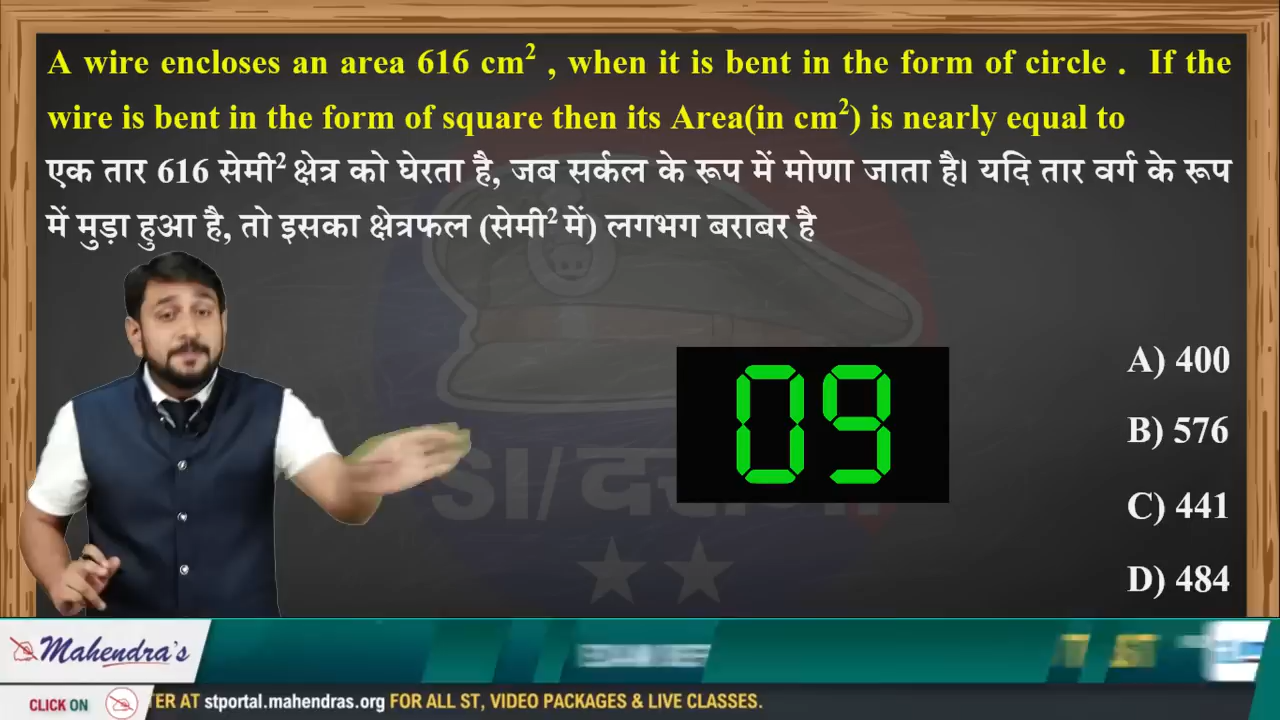 A wire encloses an area 616 cm² , when it is bent in the form of circle . If the
wire is bent in the form of square then its Area(in cm²) is nearly equal to
एक तार 616 सेमी² क्षेत्र को घेरता है, जब सर्कल के रूप में मोणा जाता है। यदि तार वर्ग के रूप
में मुड़ा हुआ है, तो इसका क्षेत्रफल (सेमी² में) लगभग बराबर है
09
A) 400
B) 576
C) 441
D) 484
SI/
Mahendra's
CLICK ON
TER AT stportal.mahendras.org FOR ALL ST, VIDEO PACKAGES & LIVE CLASSES.